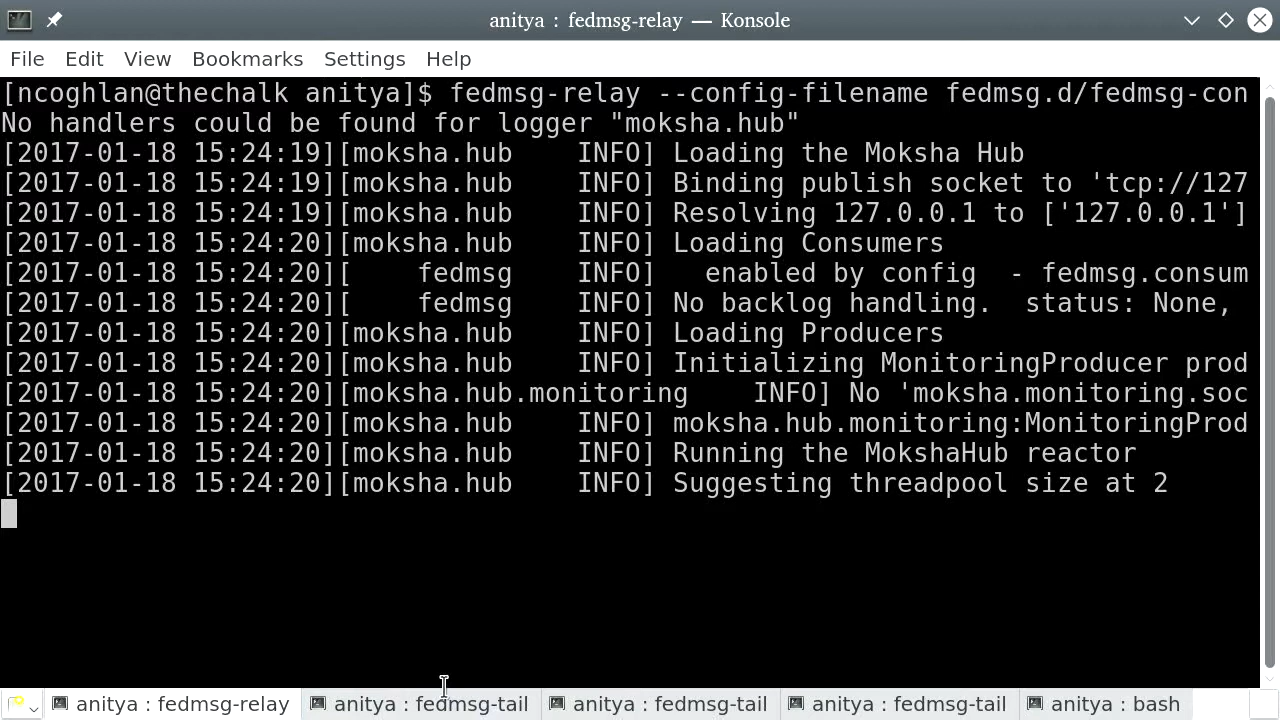 anitya : fedmsg-relay — Konsole
File Edit View Bookmarks Settings Help
[ncoghlan@thechalk anitya]$ fedmsg-relay --config-filename fedmsg.d/fedmsg-con
No handlers could be found for logger "moksha.hub"
[2017-01-18 15:24:19][moksha.hub    INFO] Loading the Moksha Hub
[2017-01-18 15:24:19][moksha.hub    INFO] Binding publish socket to 'tcp://127
[2017-01-18 15:24:19][moksha.hub    INFO] Resolving 127.0.0.1 to ['127.0.0.1']
[2017-01-18 15:24:20][moksha.hub    INFO] Loading Consumers
[2017-01-18 15:24:20][    fedmsg    INFO]   enabled by config  - fedmsg.consum
[2017-01-18 15:24:20][    fedmsg    INFO] No backlog handling.  status: None,
[2017-01-18 15:24:20][moksha.hub    INFO] Loading Producers
[2017-01-18 15:24:20][moksha.hub    INFO] Initializing MonitoringProducer prod
[2017-01-18 15:24:20][moksha.hub.monitoring    INFO] No 'moksha.monitoring.soc
[2017-01-18 15:24:20][moksha.hub    INFO] moksha.hub.monitoring:MonitoringProd
[2017-01-18 15:24:20][moksha.hub    INFO] Running the MokshaHub reactor
[2017-01-18 15:24:20][moksha.hub    INFO] Suggesting threadpool size at 2
anitya : fedmsg-relay anitya : fedmsg-tail anitya : fedmsg-tail anitya : fedmsg-tail anitya : bash